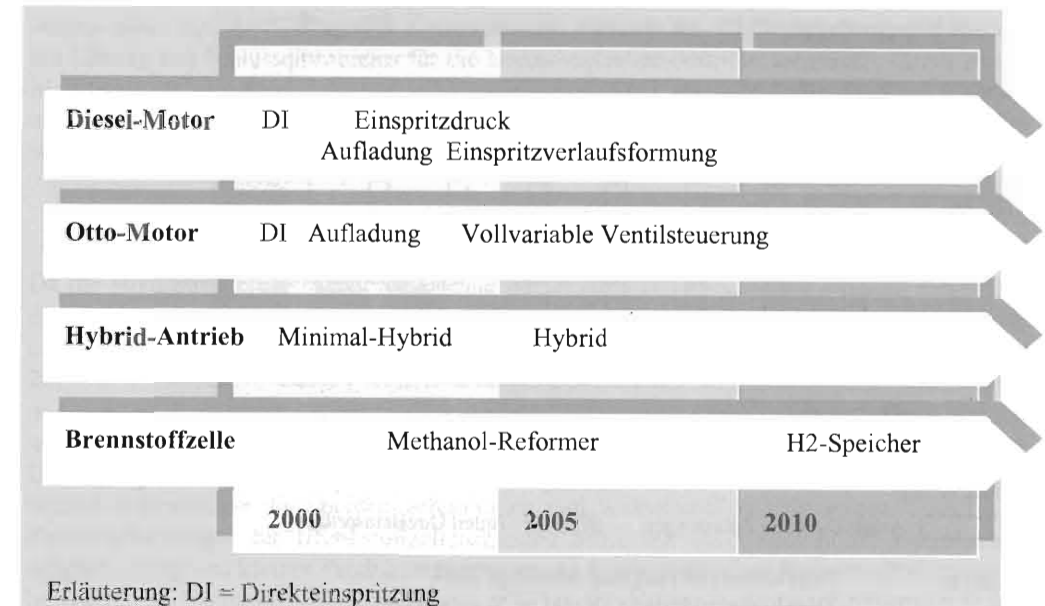 Diesel-Motor DI Einspritzdruck
Aufladung Einspritzverlaufsformung
Otto-Motor DI Aufladung Vollvariable Ventilsteuerung
Hybrid-Antrieb Minimal-Hybrid Hybrid
Brennstoffzelle Methanol-Reformer H2-Speicher
2000 2005 2010
Erläuterung: DI = Direkteinspritzung